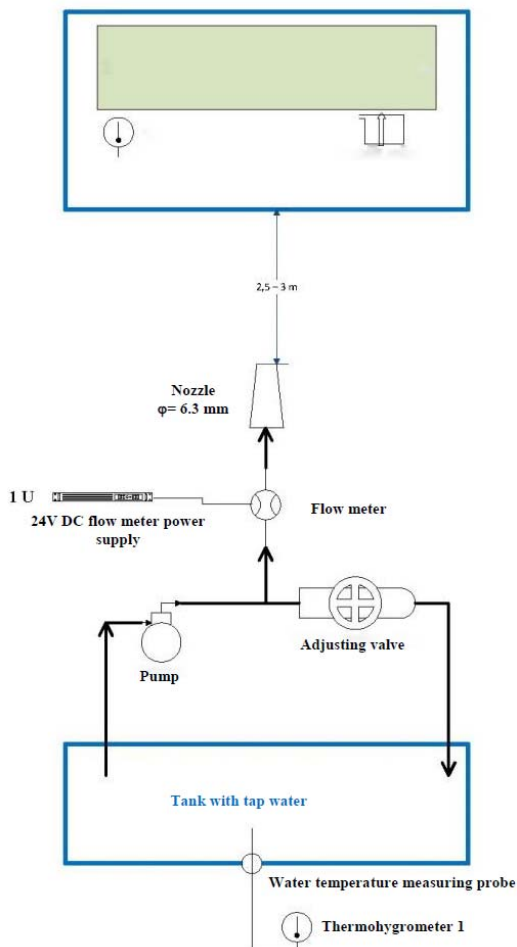 2,5 – 3 m
Nozzle
φ= 6.3 mm
1 U
24V DC flow meter power
supply
Flow meter
Adjusting valve
Pump
Tank with tap water
Water temperature measuring probe
Thermohygrometer 1